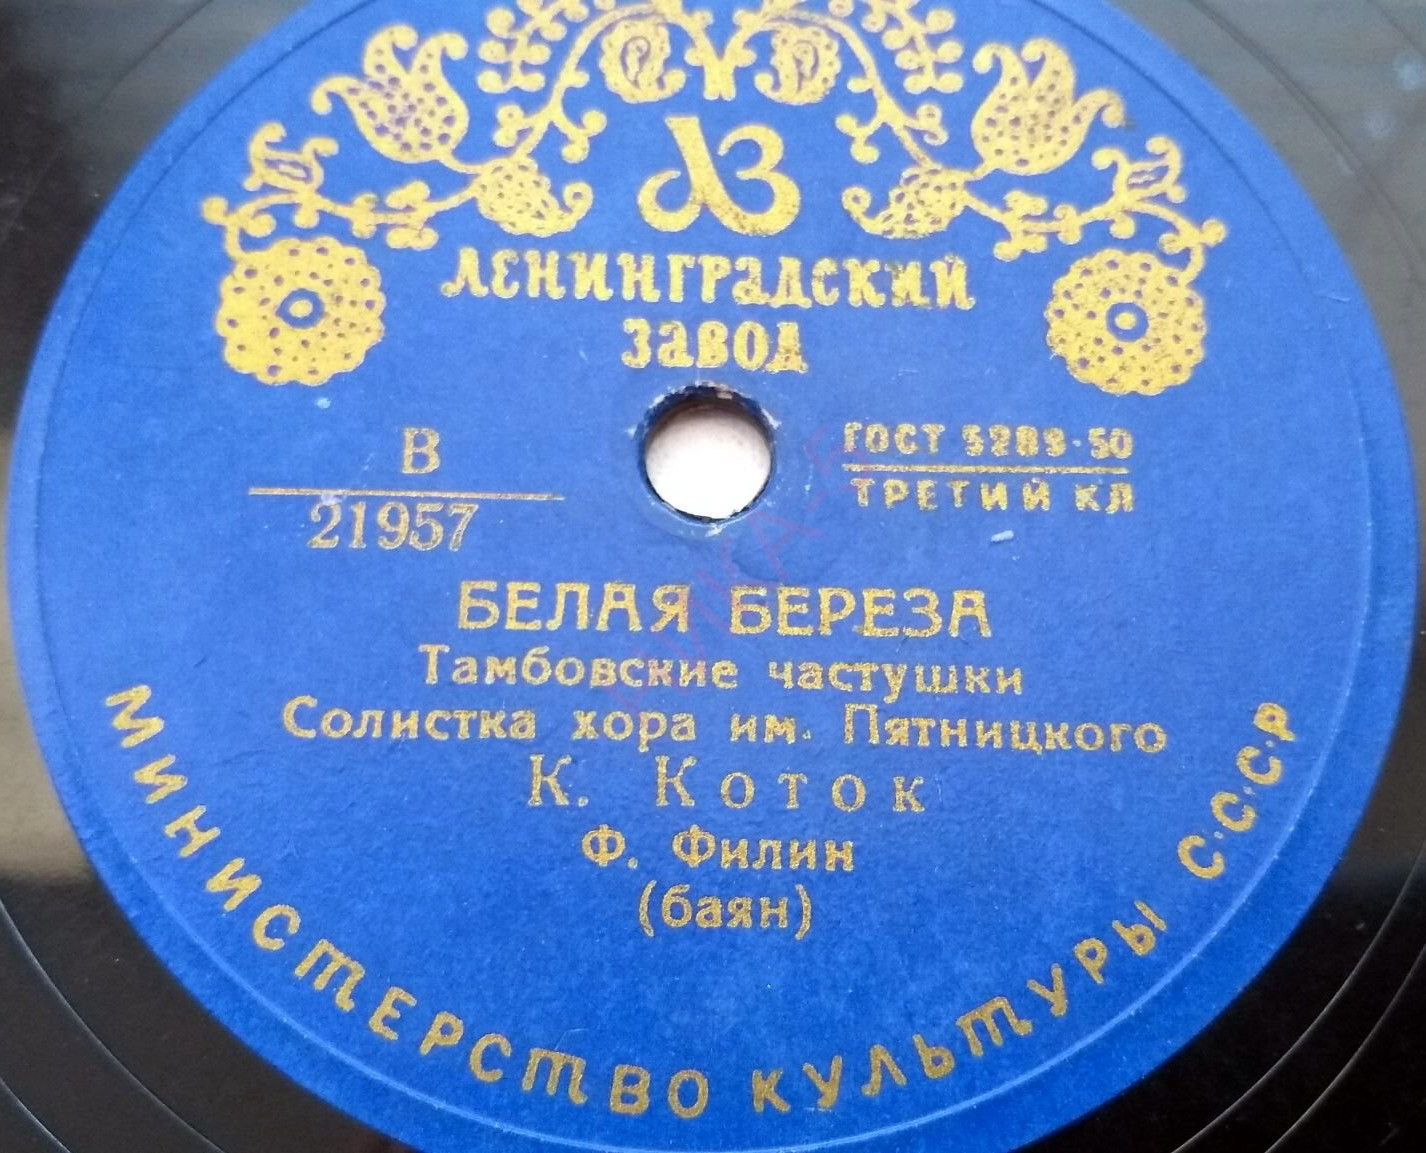 ЛЗ
ЛЕНИНГРАДСКИЙ
ЗАВОД
В
21957
ГОСТ 5289-50
ТРЕТИЙ КЛ
БЕЛАЯ БЕРЕЗА
Тамбовские частушки
Солистка хора им. Пятницкого
К. Коток
Ф. Филин
(баян)
МИНИСТЕРСТВО КУЛЬТУРЫ С.С.С.Р